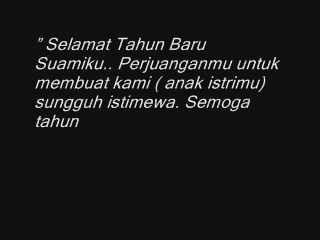 ” Selamat Tahun Baru
Suamiku.. Perjuanganmu untuk
membuat kami ( anak istrimu)
sungguh istimewa. Semoga
tahun